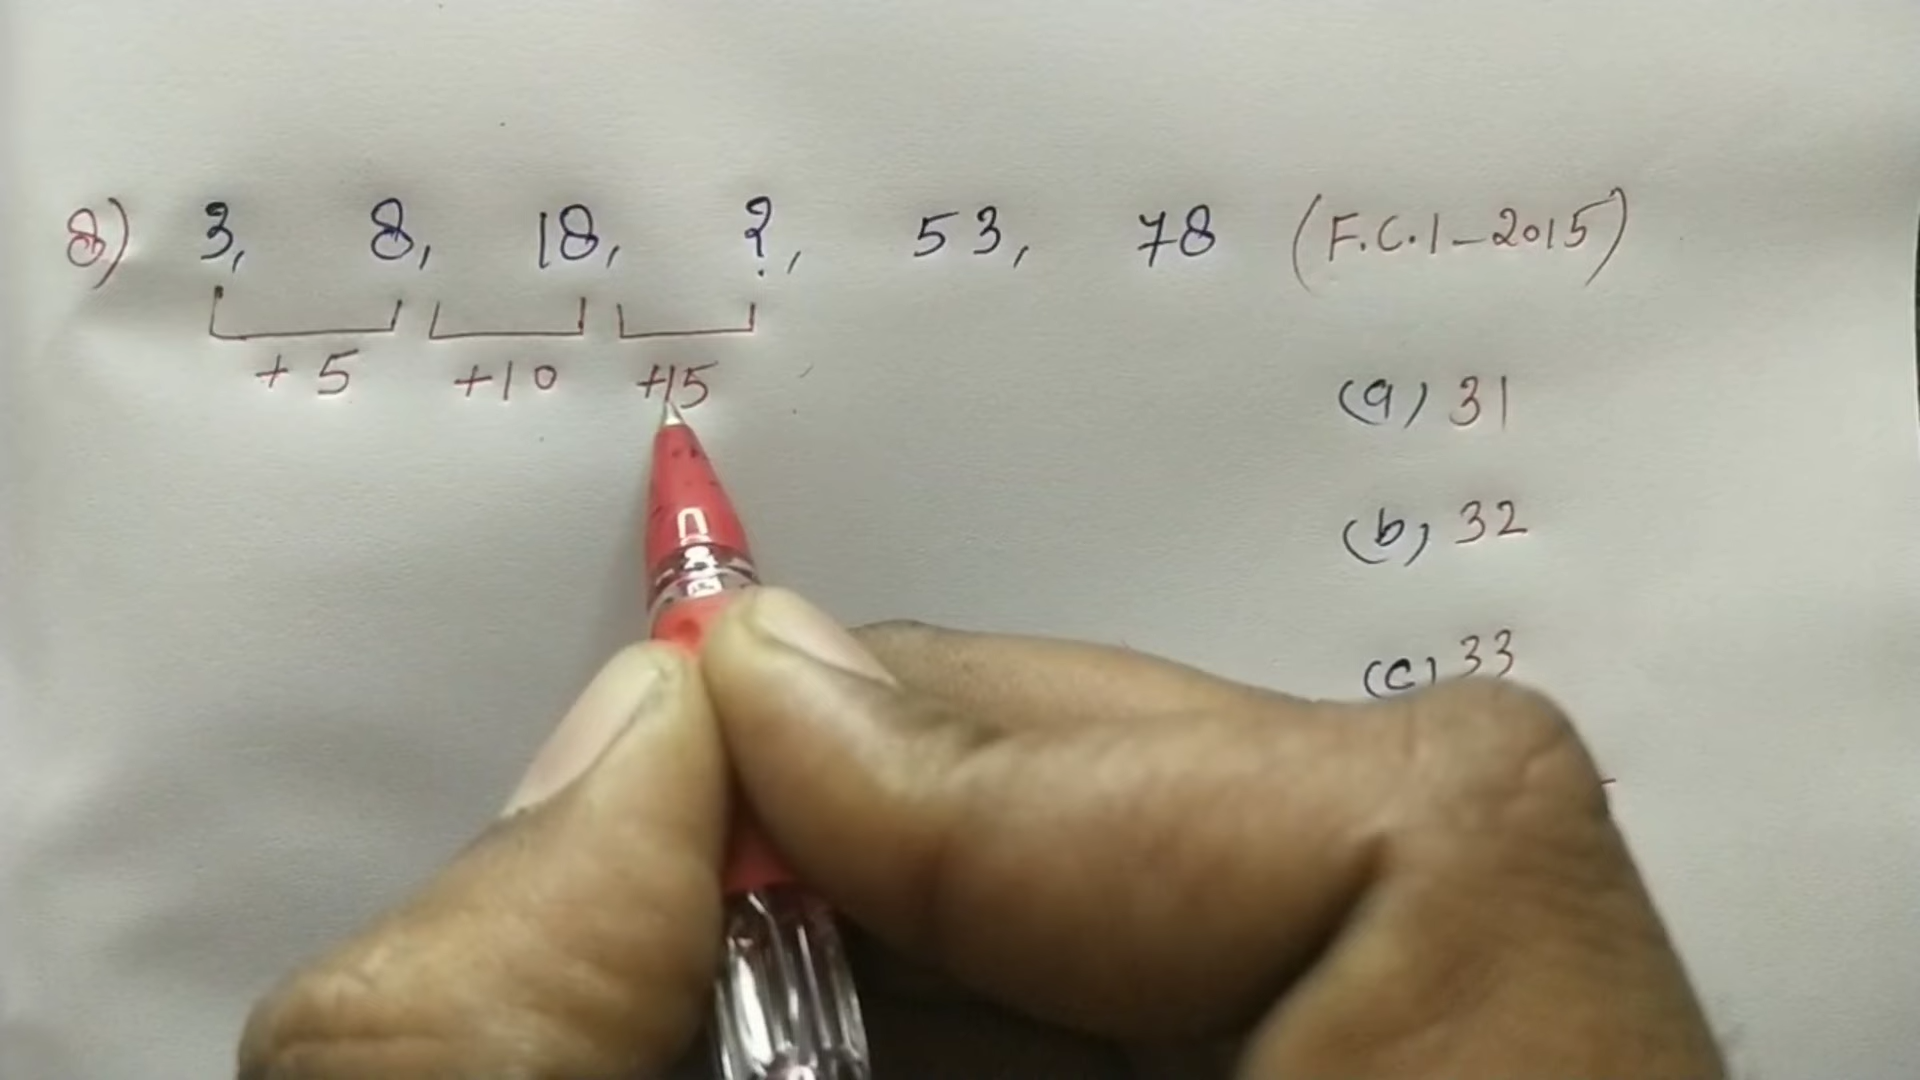 8) 3, 8, 18, ?, 53, 78 (F.C.I-2015)
+5 +10 +15
(a) 31
(b) 32
(c) 33